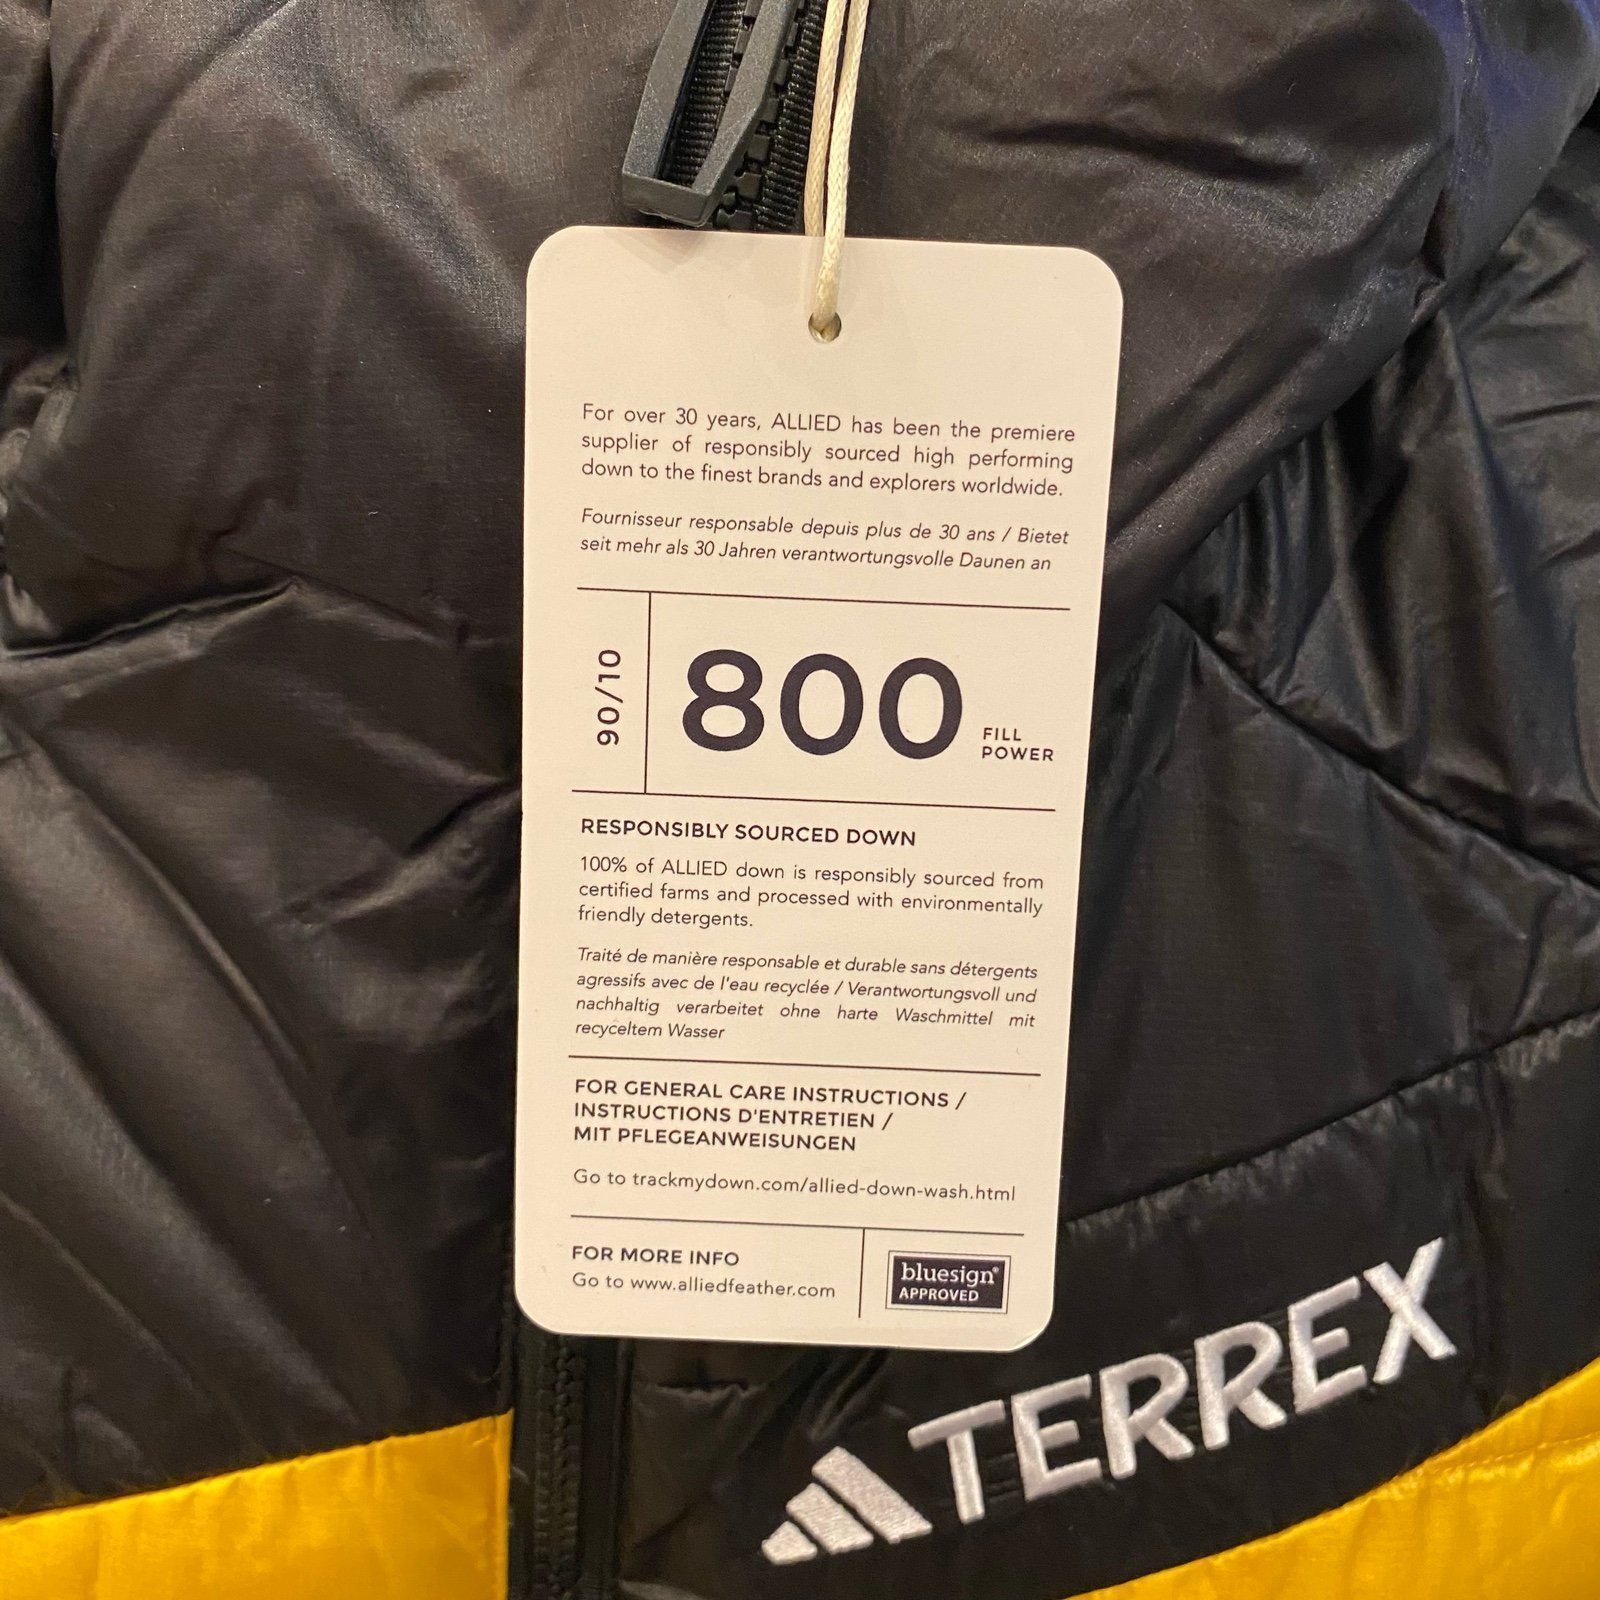 For over 30 years, ALLIED has been the premiere
supplier of responsibly sourced high performing
down to the finest brands and explorers worldwide.
Fournisseur responsable depuis plus de 30 ans / Bietet
seit mehr als 30 Jahren verantwortungsvolle Daunen an
90/10
800
FILL
POWER
RESPONSIBLY SOURCED DOWN
100% of ALLIED down is responsibly sourced from
certified farms and processed with environmentally
friendly detergents.
Traité de manière responsable et durable sans détergents
agressifs avec de l'eau recyclée / Verantwortungsvoll und
nachhaltig verarbeitet ohne harte Waschmittel mit
recyceltem Wasser
FOR GENERAL CARE INSTRUCTIONS /
INSTRUCTIONS D'ENTRETIEN /
MIT PFLEGEANWEISUNGEN
Go to trackmydown.com/allied-down-wash.html
FOR MORE INFO
Go to www.alliedfeather.com
bluesign®
APPROVED
TERREX